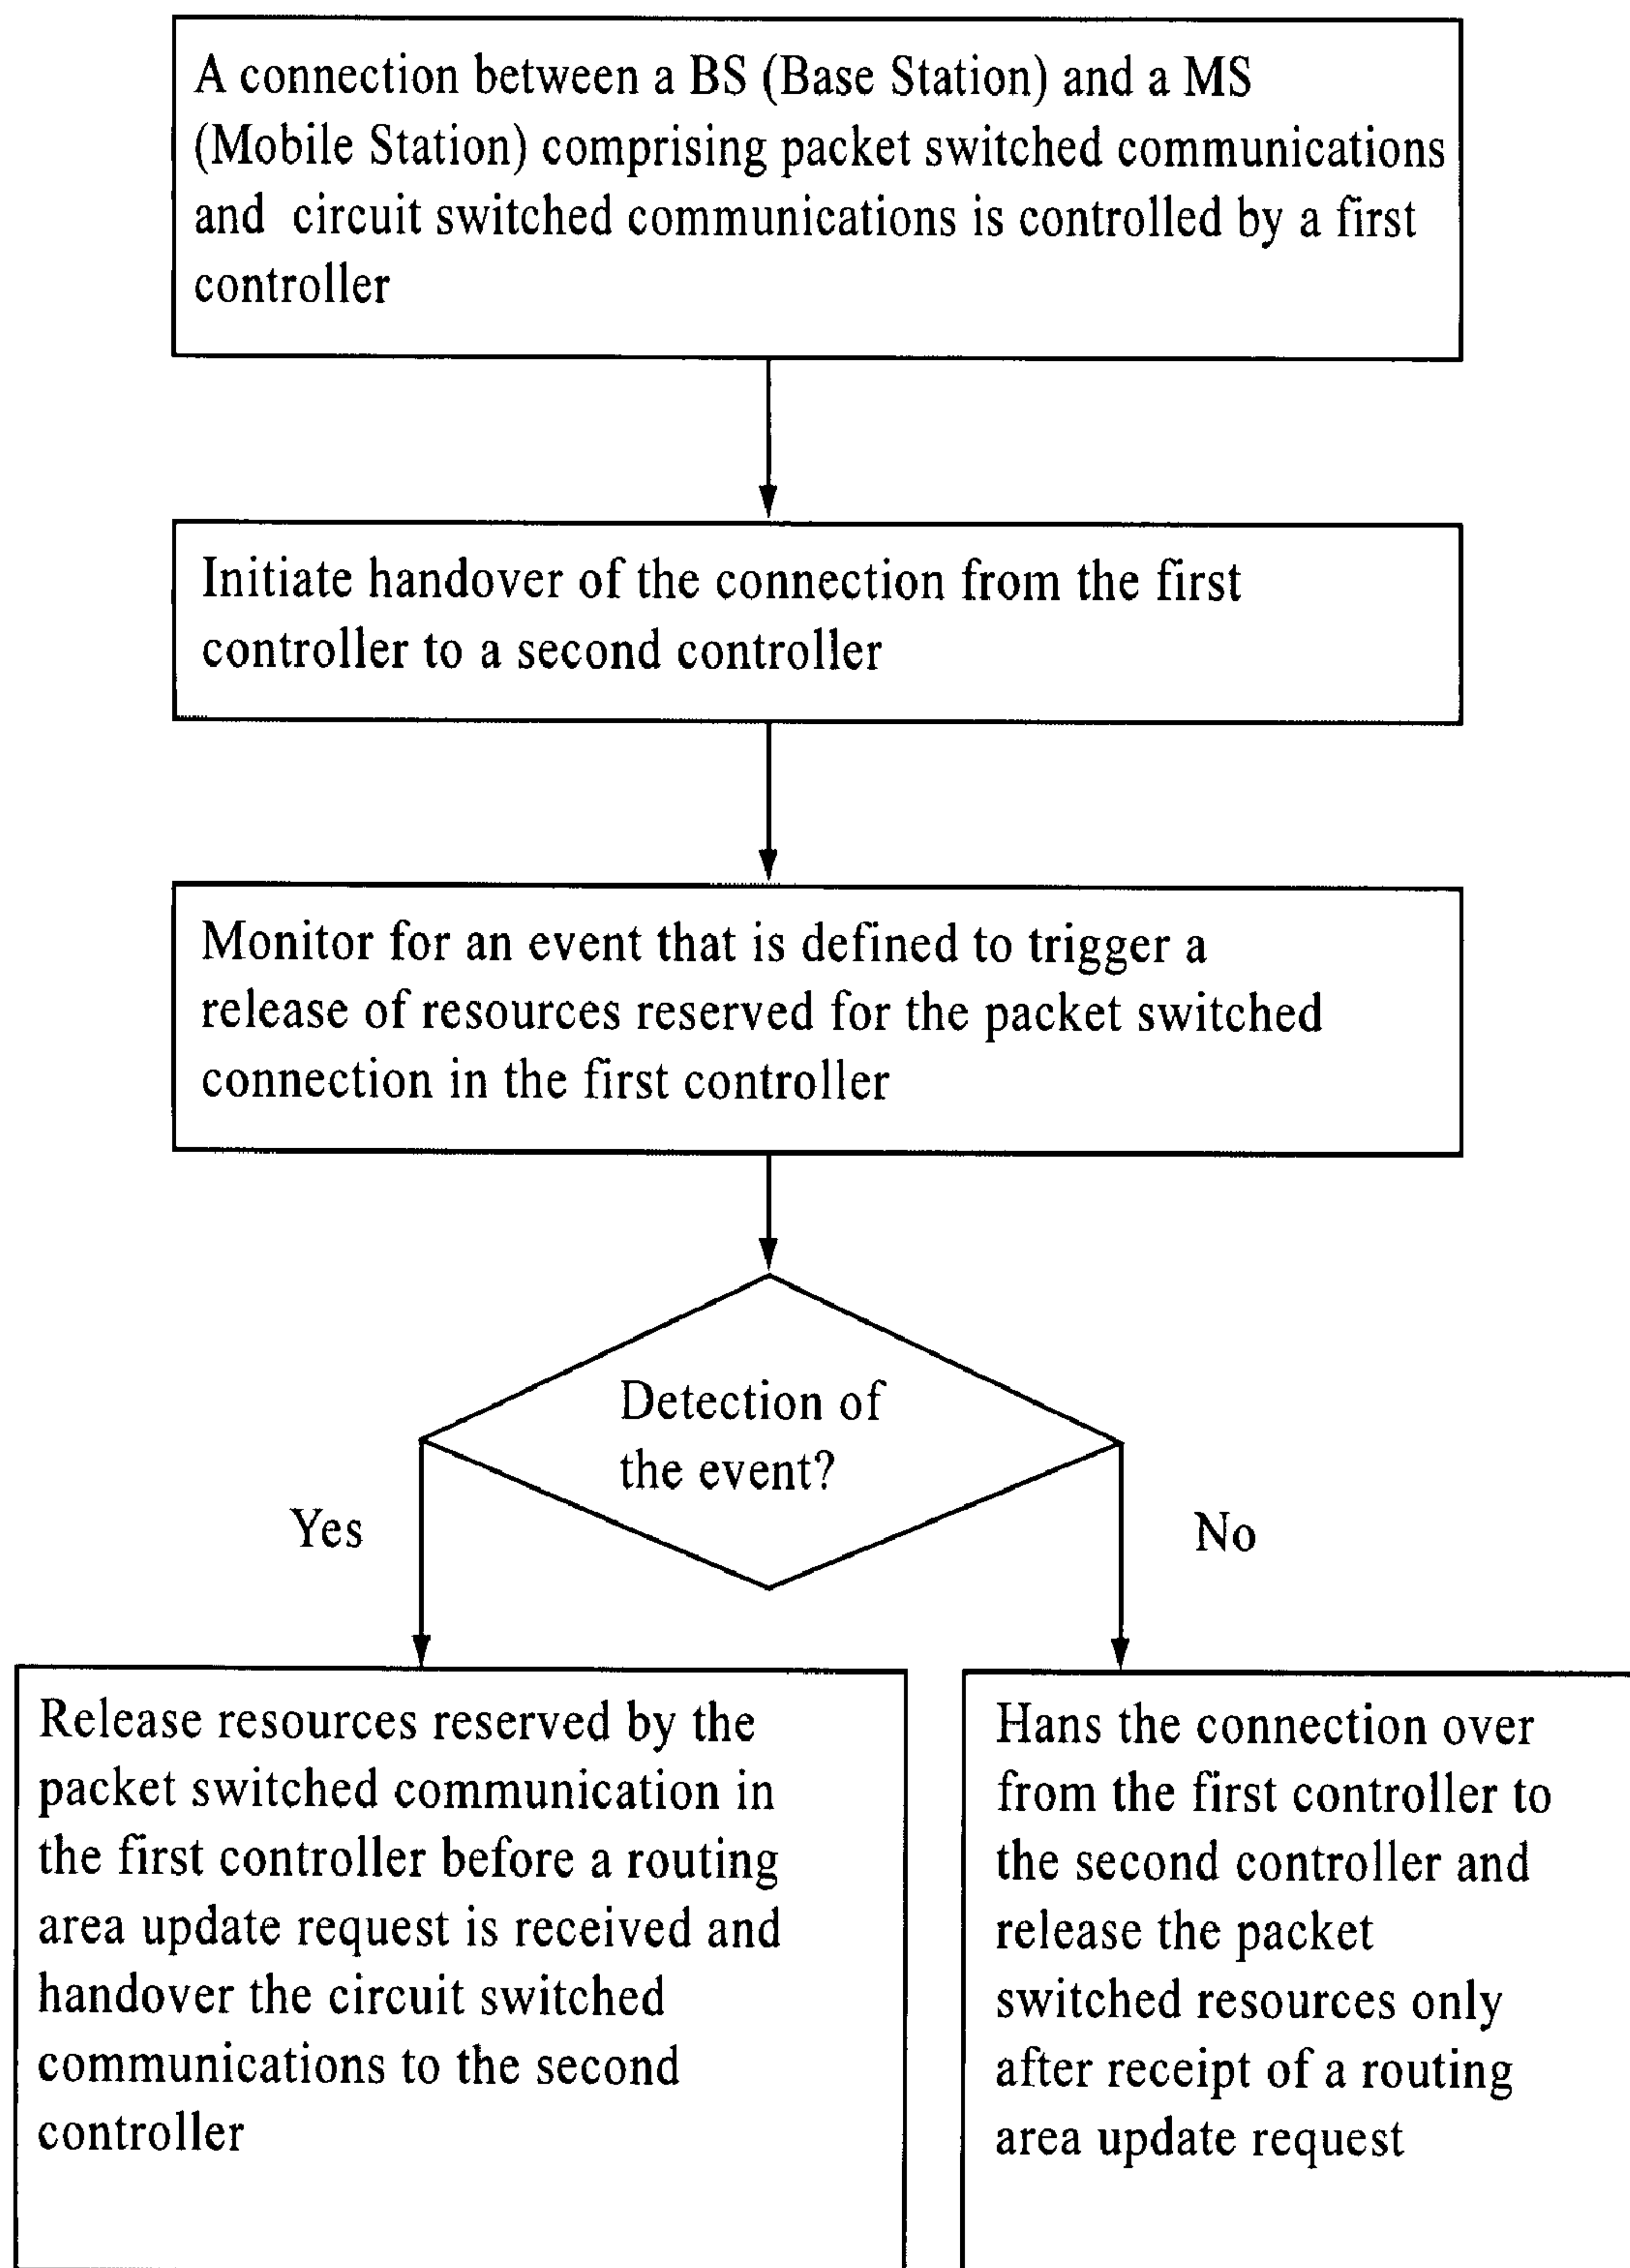 A connection between a BS (Base Station) and a MS
(Mobile Station) comprising packet switched communications
and circuit switched communications is controlled by a first
controller
Initiate handover of the connection from the first
controller to a second controller
Monitor for an event that is defined to trigger a
release of resources reserved for the packet switched
connection in the first controller
Detection of
the event?
Yes
No
Release resources reserved by the
packet switched communication in
the first controller before a routing
area update request is received and
handover the circuit switched
communications to the second
controller
Hans the connection over
from the first controller to
the second controller and
release the packet
switched resources only
after receipt of a routing
area update request